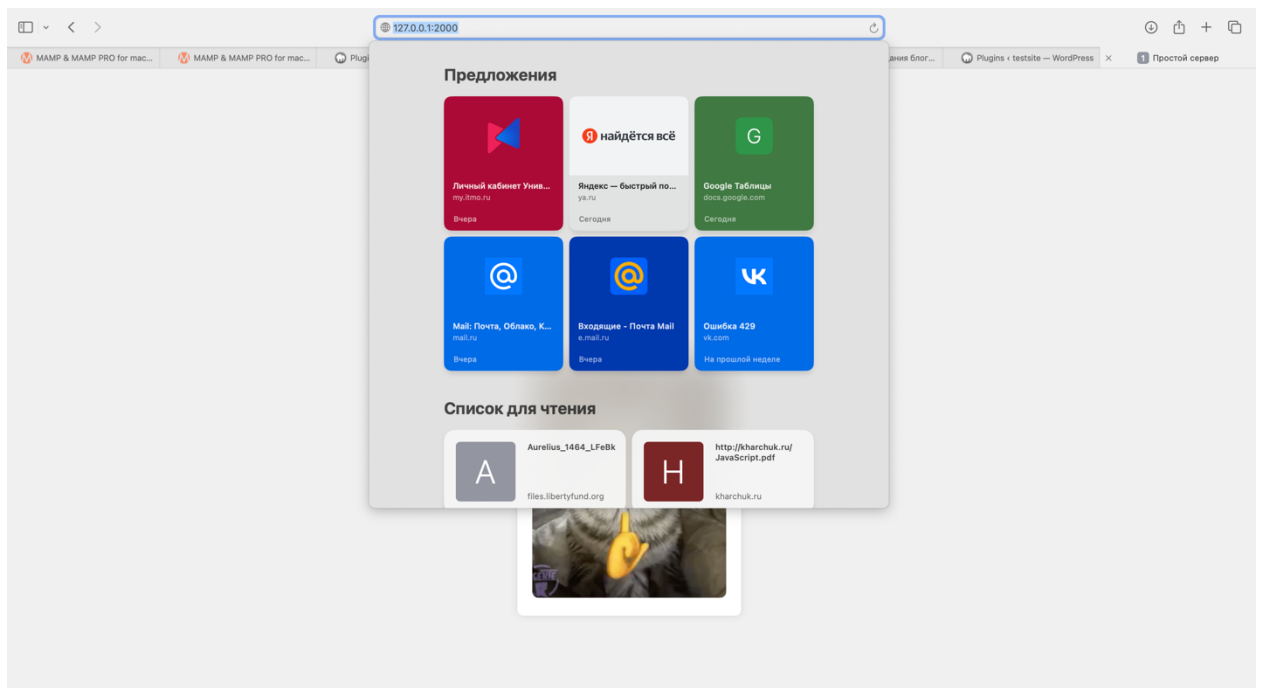 127.0.0.1:2000
MAMP & MAMP PRO for mac...
MAMP & MAMP PRO for mac...
Plugi
ания блог...
Plugins ‹ testsite — WordPress
1 Простой сервер
Предложения
Я найдётся всё
G
Личный кабинет Унив...
my.itmo.ru
Вчера
Яндекс — быстрый по...
ya.ru
Сегодня
Google Таблицы
docs.google.com
Сегодня
Mail: Почта, Облако, К...
mail.ru
Вчера
Входящие - Почта Mail
e.mail.ru
Вчера
Ошибка 429
vk.com
На прошлой неделе
Список для чтения
A
Aurelius_1464_LFeBk
files.libertyfund.org
H
http://kharchuk.ru/
JavaScript.pdf
kharchuk.ru